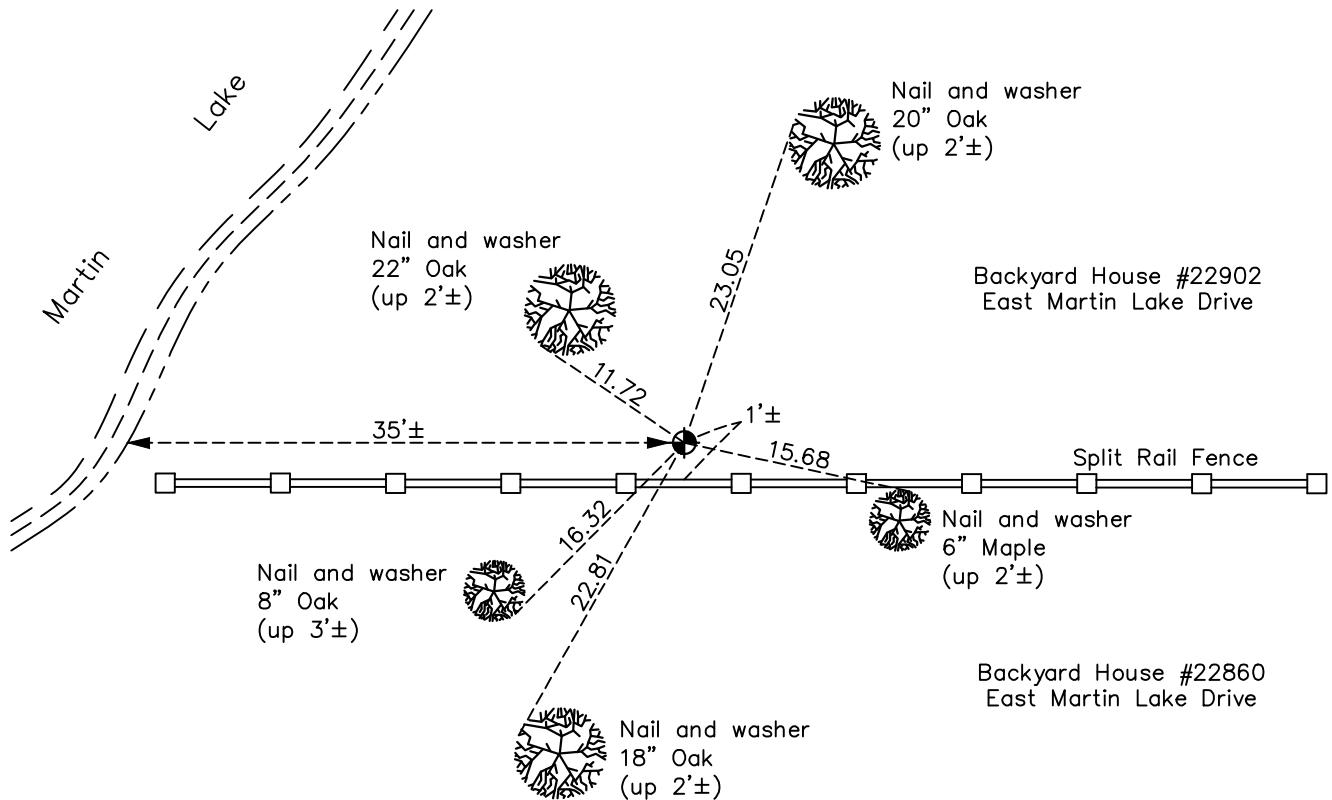 Lake
Martin
Nail and washer
20” Oak
(up 2’±)
Nail and washer
22” Oak
(up 2’±)
23.05
Backyard House #22902
East Martin Lake Drive
11.72
35’±
1’±
15.68
Split Rail Fence
16.32
22.81
Nail and washer
6” Maple
(up 2’±)
Nail and washer
8” Oak
(up 3’±)
Backyard House #22860
East Martin Lake Drive
Nail and washer
18” Oak
(up 2’±)